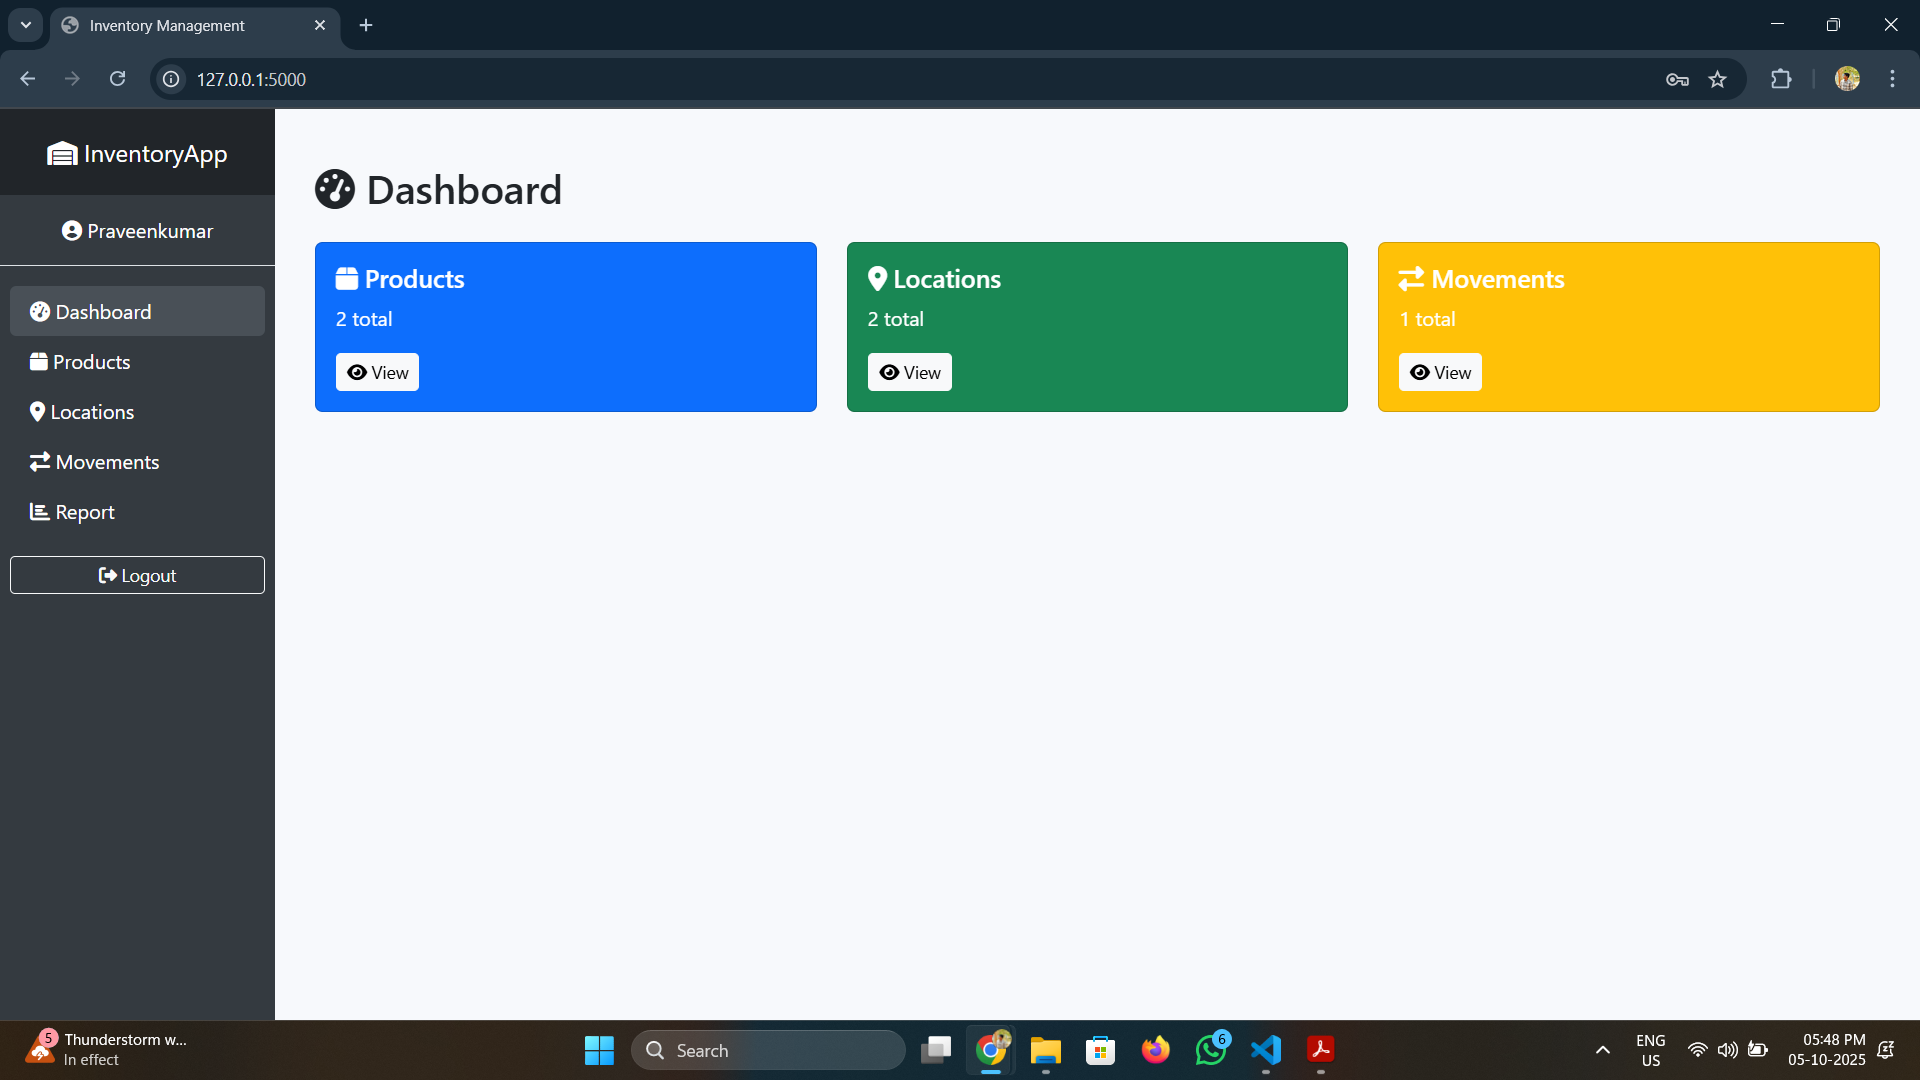 Inventory Management
127.0.0.1:5000
InventoryApp
Praveenkumar
Dashboard
Products
Locations
Movements
Report
Logout
Dashboard
Products
2 total
View
Locations
2 total
View
Movements
1 total
View
5
Thunderstorm w...
In effect
Search
6
ENG
US
05:48 PM
05-10-2025